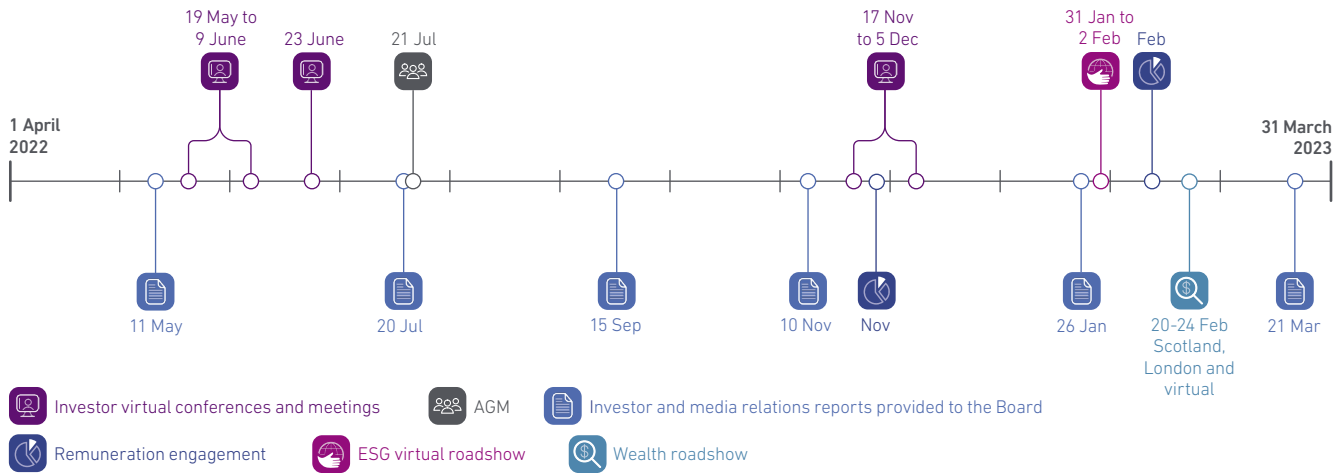 19 May to
9 June
23 June
21 Jul
17 Nov
to 5 Dec
31 Jan to
2 Feb
Feb
1 April
2022
31 March
2023
11 May
20 Jul
15 Sep
10 Nov
Nov
26 Jan
20-24 Feb
Scotland,
London and
virtual
21 Mar
Investor virtual conferences and meetings
AGM
Investor and media relations reports provided to the Board
Remuneration engagement
ESG virtual roadshow
Wealth roadshow